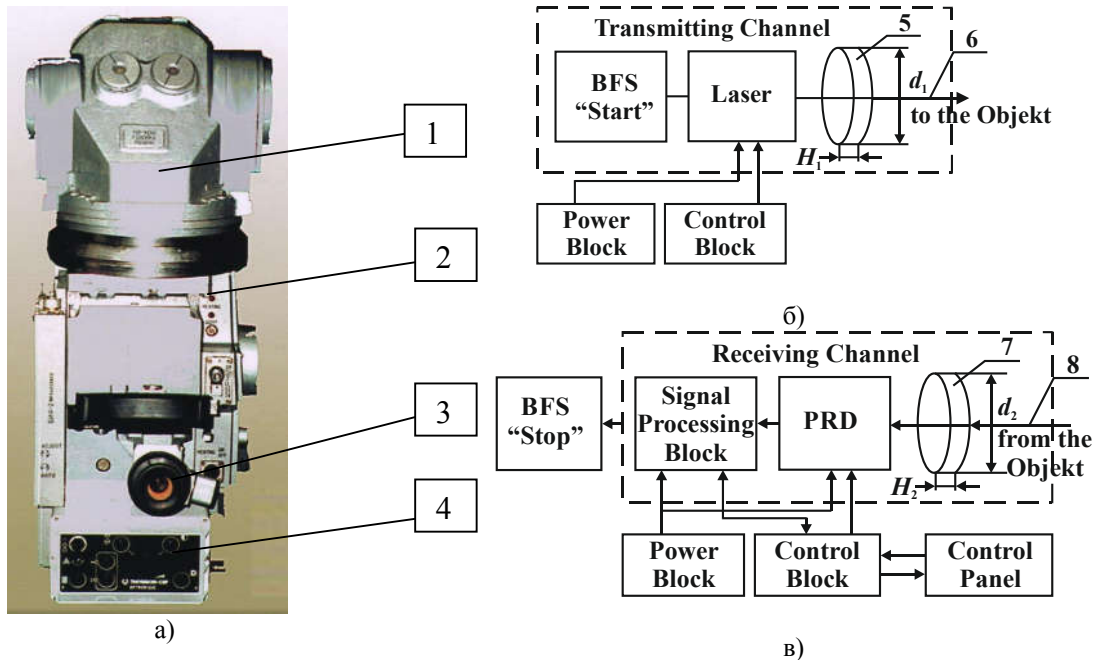 1
2
3
4
a)
Transmitting Channel
BFS
“Start”
Laser
5
6
d₁
to the Objekt
H₁
Power
Block
Control
Block
б)
Receiving Channel
BFS
“Stop”
Signal
Processing
Block
PRD
7
8
d₂
from the
Objekt
H₂
Power
Block
Control
Block
Control
Panel
в)